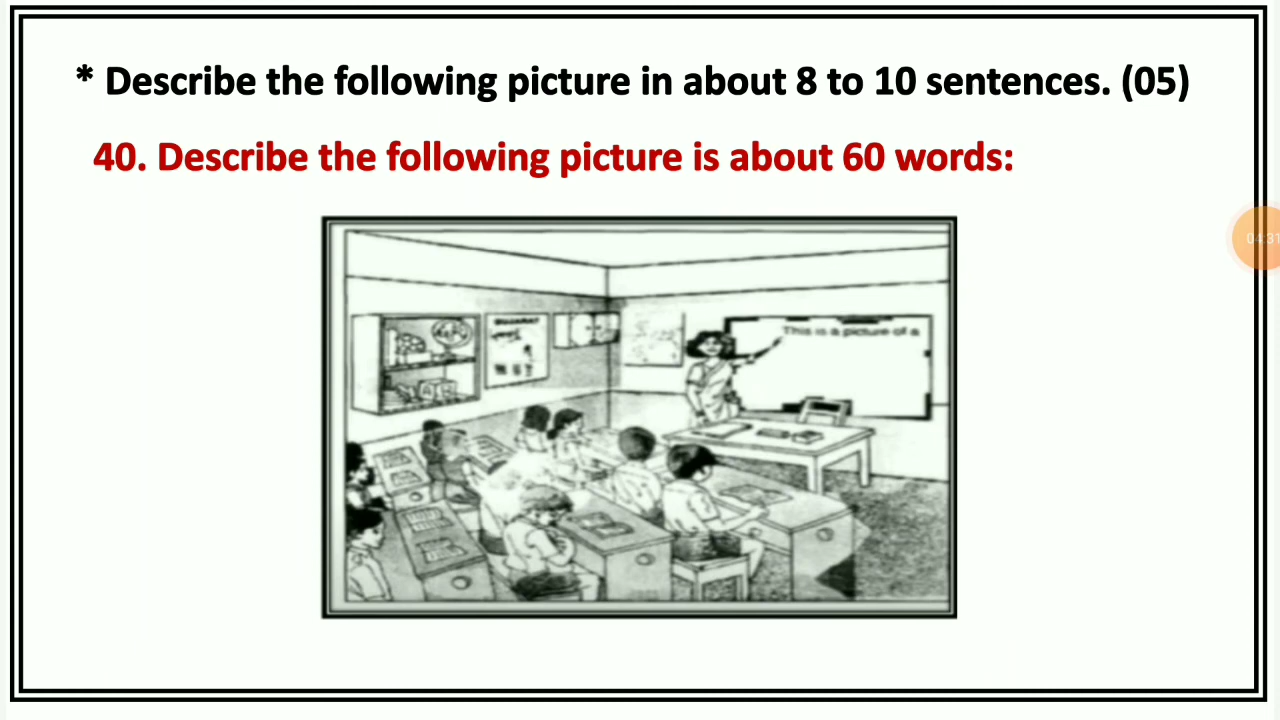 * Describe the following picture in about 8 to 10 sentences. (05)
40. Describe the following picture is about 60 words:
GUJARAT
This is a picture of a